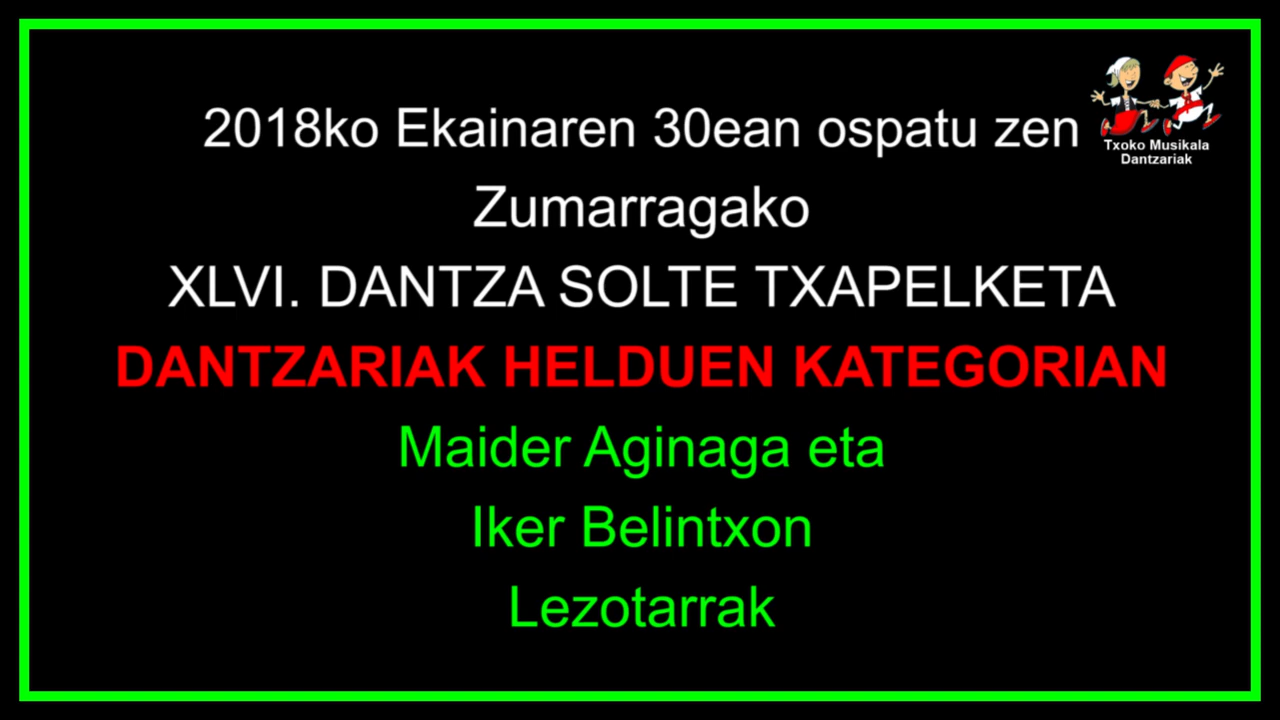 2018ko Ekainaren 30ean ospatu zen
Zumarragako
XLVI. DANTZA SOLTE TXAPELKETA
DANTZARIAK HELDUEN KATEGORIAN
Maider Aginaga eta
Iker Belintxon
Lezotarrak
Txoko Musikala
Dantzariak